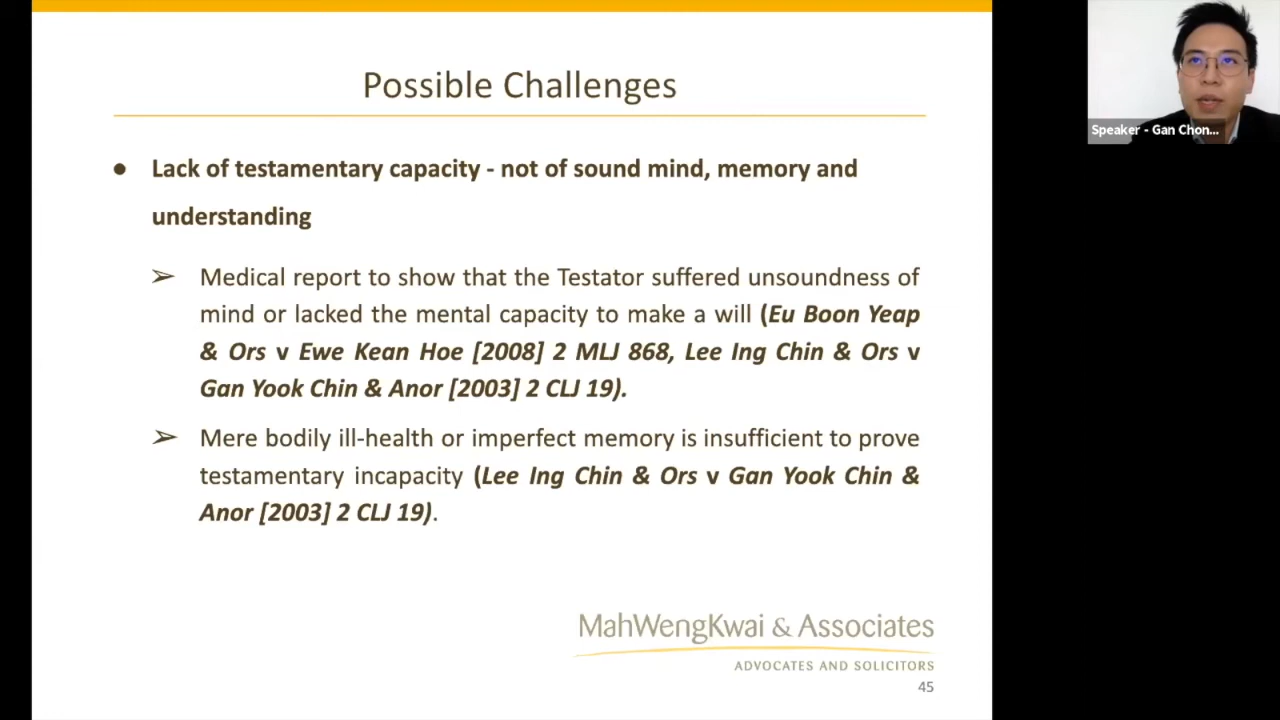 Possible Challenges
● Lack of testamentary capacity - not of sound mind, memory and
understanding
➢ Medical report to show that the Testator suffered unsoundness of
mind or lacked the mental capacity to make a will (Eu Boon Yeap
& Ors v Ewe Kean Hoe [2008] 2 MLJ 868, Lee Ing Chin & Ors v
Gan Yook Chin & Anor [2003] 2 CLJ 19).
➢ Mere bodily ill-health or imperfect memory is insufficient to prove
testamentary incapacity (Lee Ing Chin & Ors v Gan Yook Chin &
Anor [2003] 2 CLJ 19).
MahWengKwai & Associates
ADVOCATES AND SOLICITORS
45
Speaker - Gan Chon...